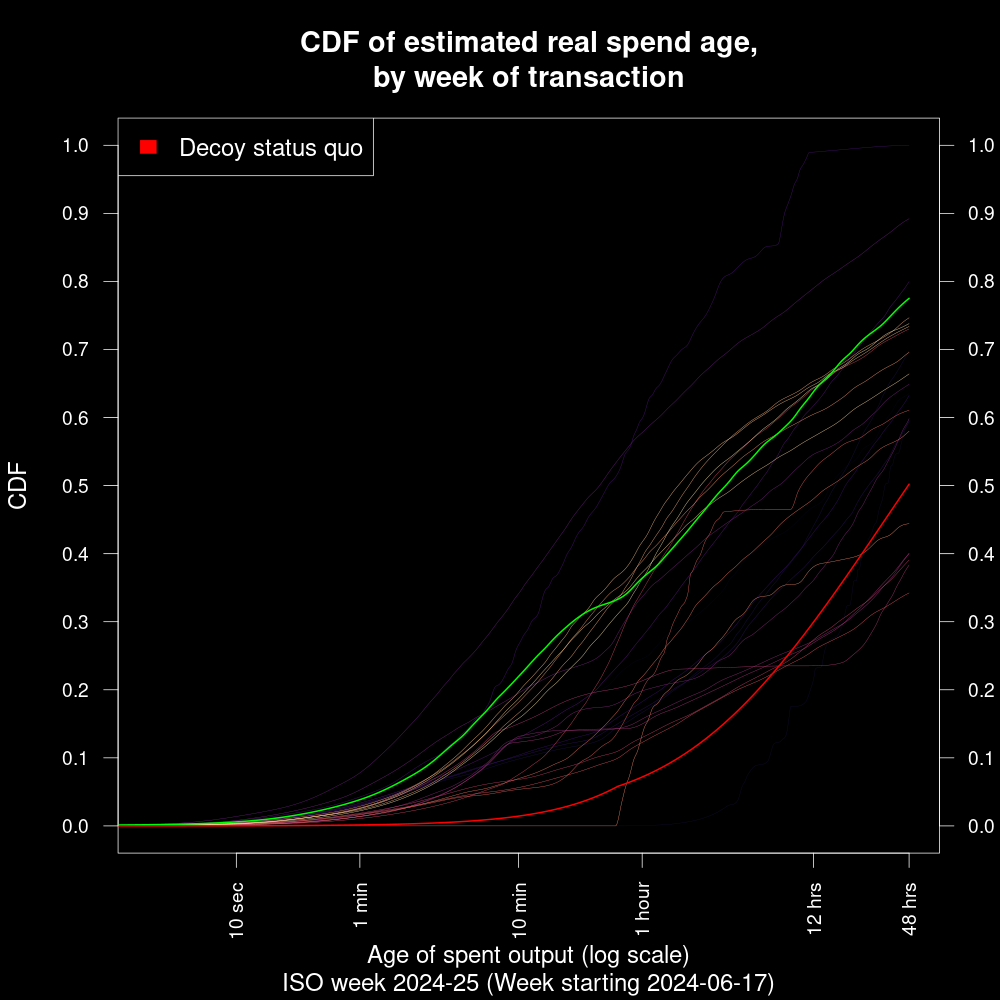 CDF of estimated real spend age,
by week of transaction
Decoy status quo
CDF
1.0
0.9
0.8
0.7
0.6
0.5
0.4
0.3
0.2
0.1
0.0
1.0
0.9
0.8
0.7
0.6
0.5
0.4
0.3
0.2
0.1
0.0
10 sec
1 min
10 min
1 hour
12 hrs
48 hrs
Age of spent output (log scale)
ISO week 2024-25 (Week starting 2024-06-17)